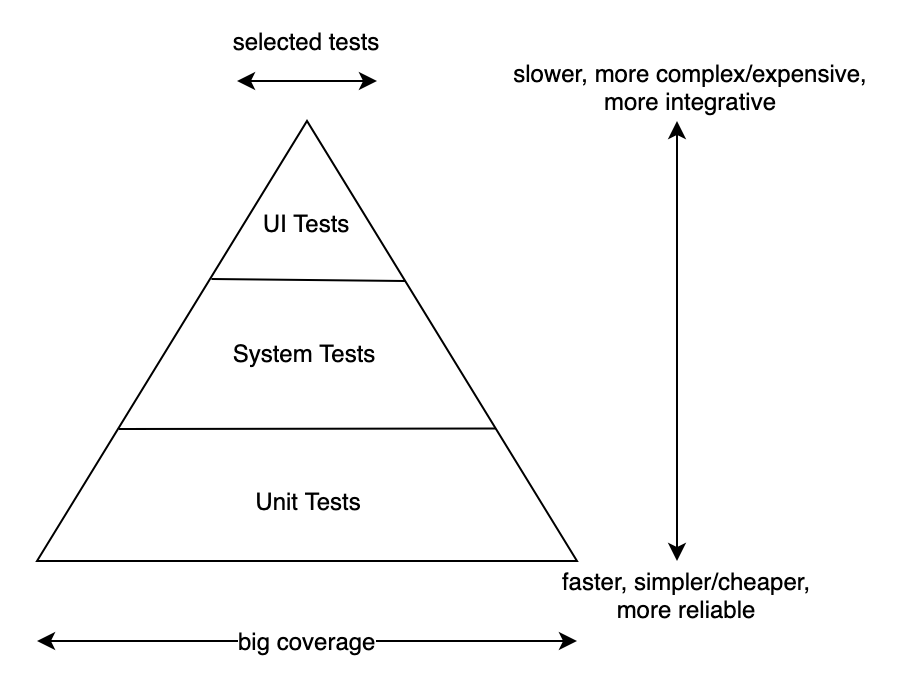 selected tests
slower, more complex/expensive,
more integrative
UI Tests
System Tests
Unit Tests
faster, simpler/cheaper,
more reliable
big coverage